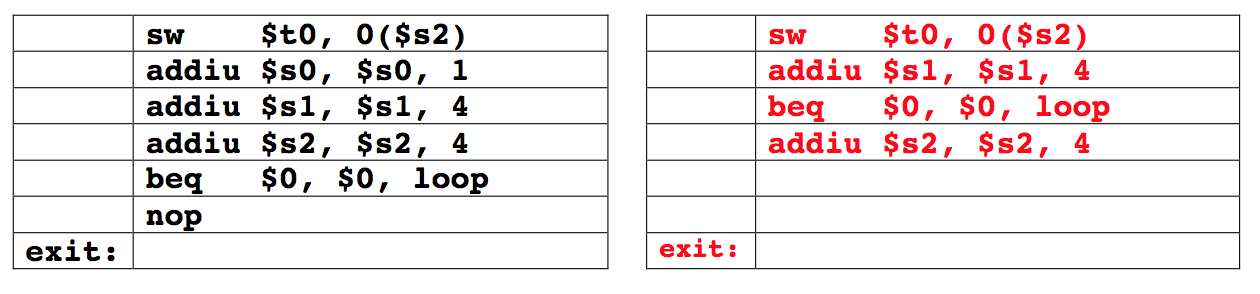 sw $t0, 0($s2)
addiu $s0, $s0, 1
addiu $s1, $s1, 4
addiu $s2, $s2, 4
beq $0, $0, loop
nop
exit:
sw $t0, 0($s2)
addiu $s1, $s1, 4
beq $0, $0, loop
addiu $s2, $s2, 4
exit: